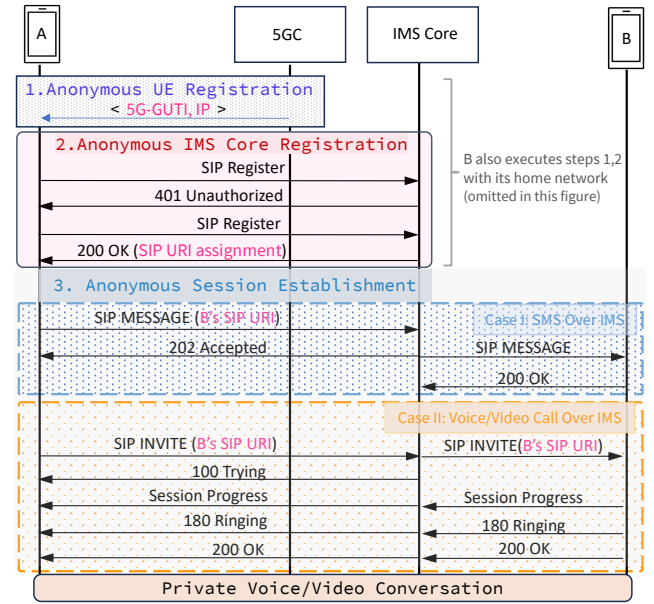 A
5GC
IMS Core
B
1.Anonymous UE Registration
< 5G-GUTI, IP >
2.Anonymous IMS Core Registration
SIP Register
401 Unauthorized
SIP Register
200 OK (SIP URI assignment)
B also executes steps 1,2
with its home network
(omitted in this figure)
3. Anonymous Session Establishment
Case I: SMS Over IMS
SIP MESSAGE (B's SIP URI)
202 Accepted
SIP MESSAGE
200 OK
Case II: Voice/Video Call Over IMS
SIP INVITE (B's SIP URI)
SIP INVITE(B's SIP URI)
100 Trying
Session Progress
Session Progress
180 Ringing
180 Ringing
200 OK
200 OK
Private Voice/Video Conversation